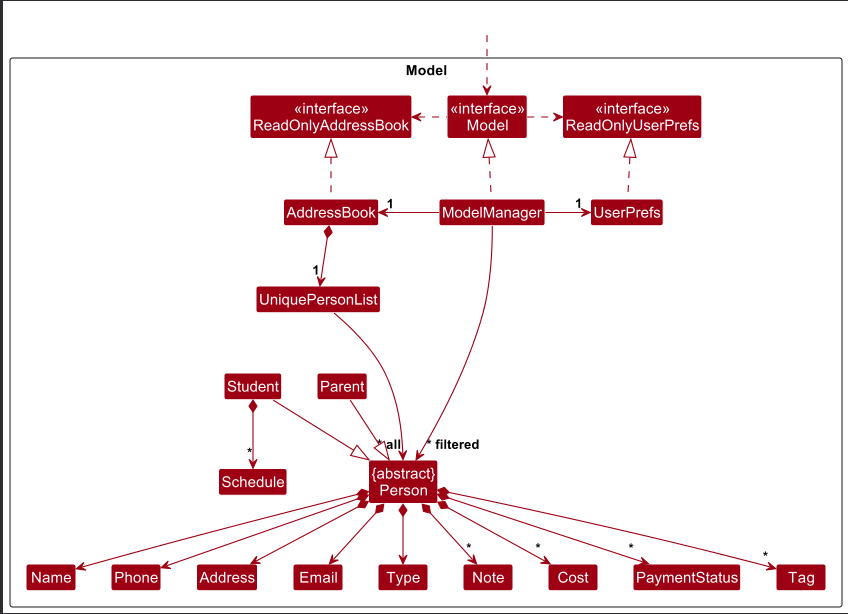 Model
«interface»
ReadOnlyAddressBook
«interface»
Model
«interface»
ReadOnlyUserPrefs
AddressBook
1
ModelManager
1
UserPrefs
1
UniquePersonList
Student
Parent
* all
* filtered
*
Schedule
{abstract}
Person
*
*
*
*
Name
Phone
Address
Email
Type
Note
Cost
PaymentStatus
Tag